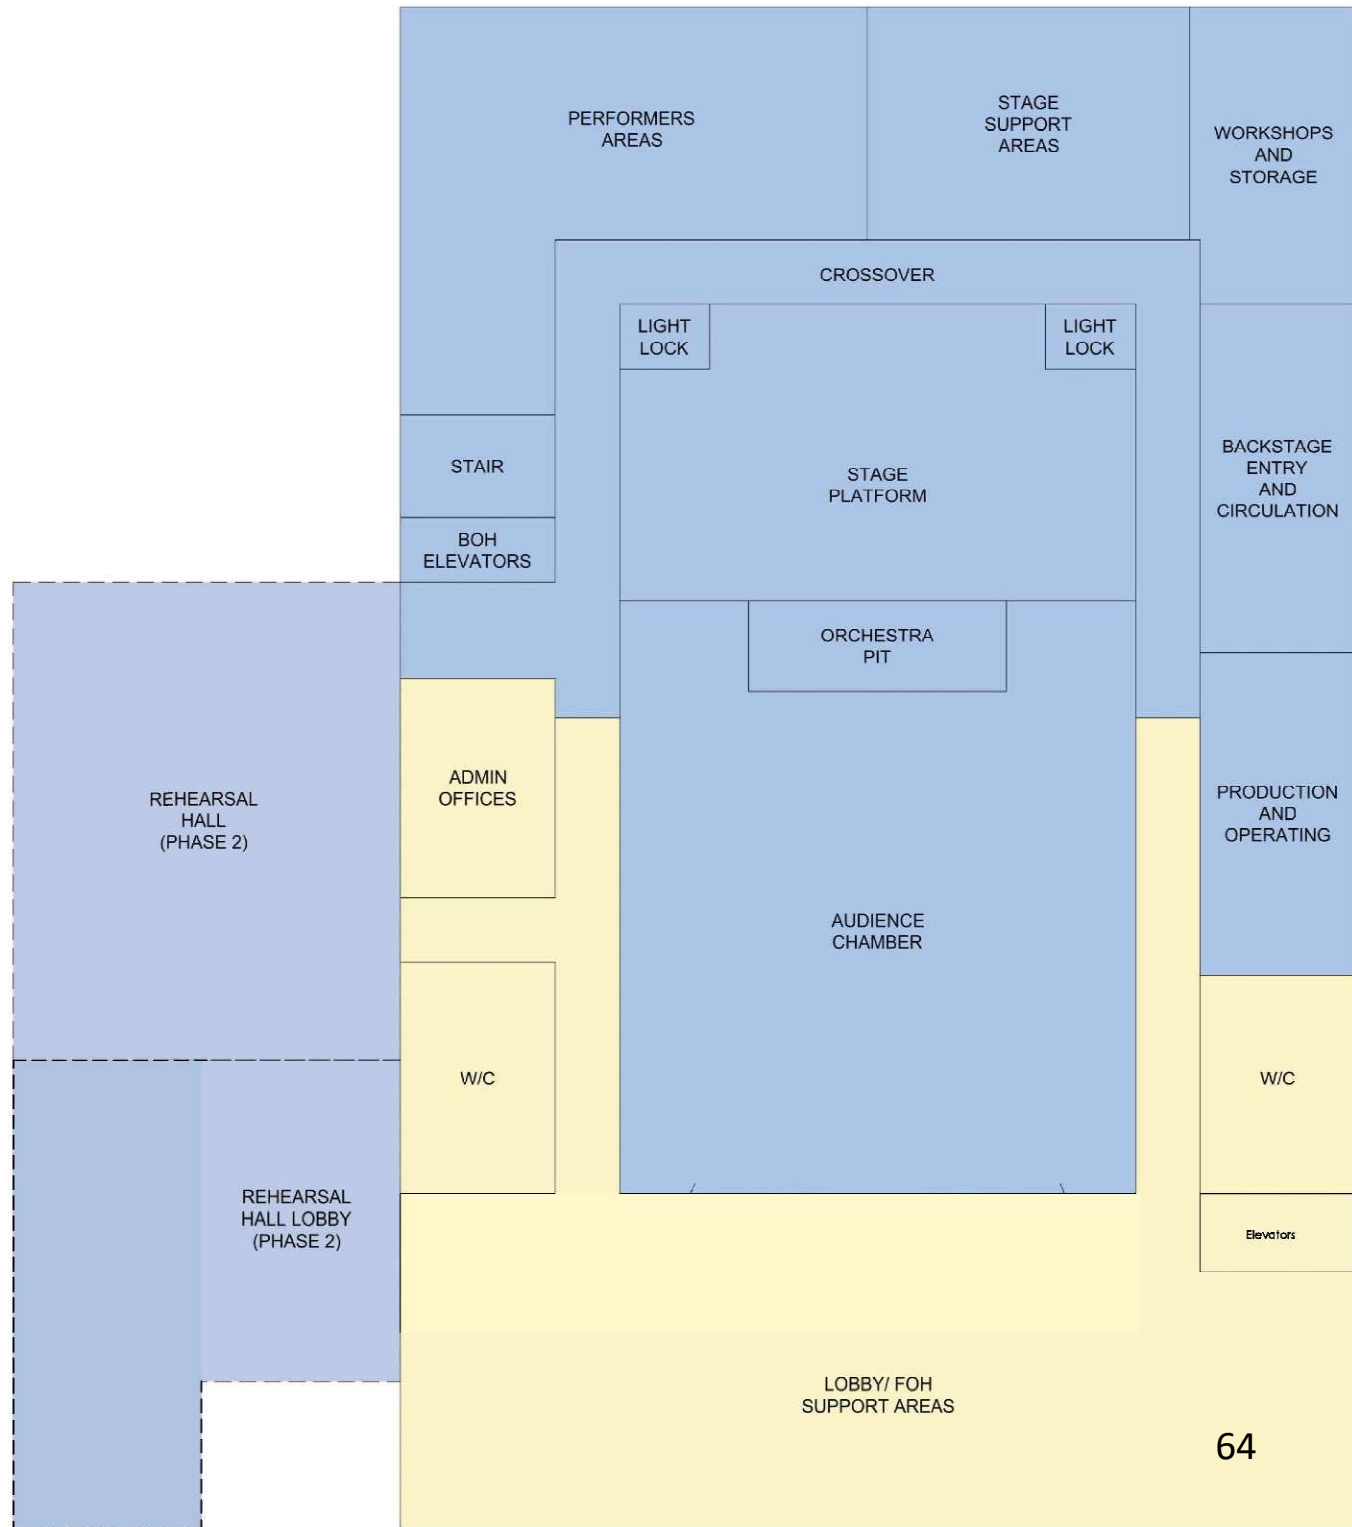 PERFORMERS
AREAS
STAGE
SUPPORT
AREAS
WORKSHOPS
AND
STORAGE
CROSSOVER
LIGHT
LOCK
LIGHT
LOCK
STAIR
STAGE
PLATFORM
BACKSTAGE
ENTRY
AND
CIRCULATION
BOH
ELEVATORS
ORCHESTRA
PIT
ADMIN
OFFICES
REHEARSAL
HALL
(PHASE 2)
PRODUCTION
AND
OPERATING
AUDIENCE
CHAMBER
W/C
W/C
REHEARSAL
HALL LOBBY
(PHASE 2)
Elevators
LOBBY/ FOH
SUPPORT AREAS
64